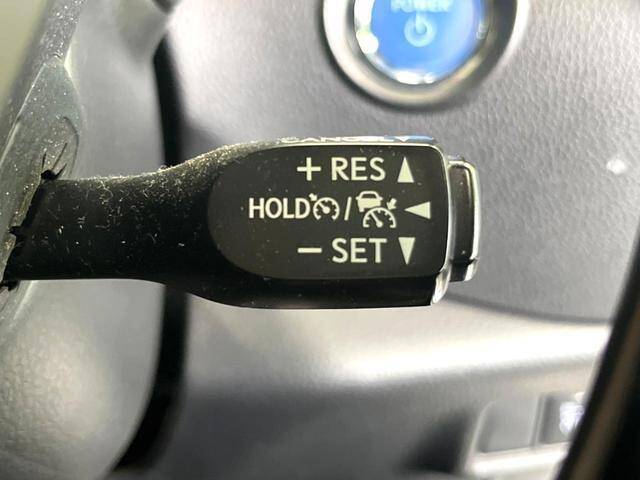 POWER
+ RES ▲
HOLD / ◀
− SET ▼